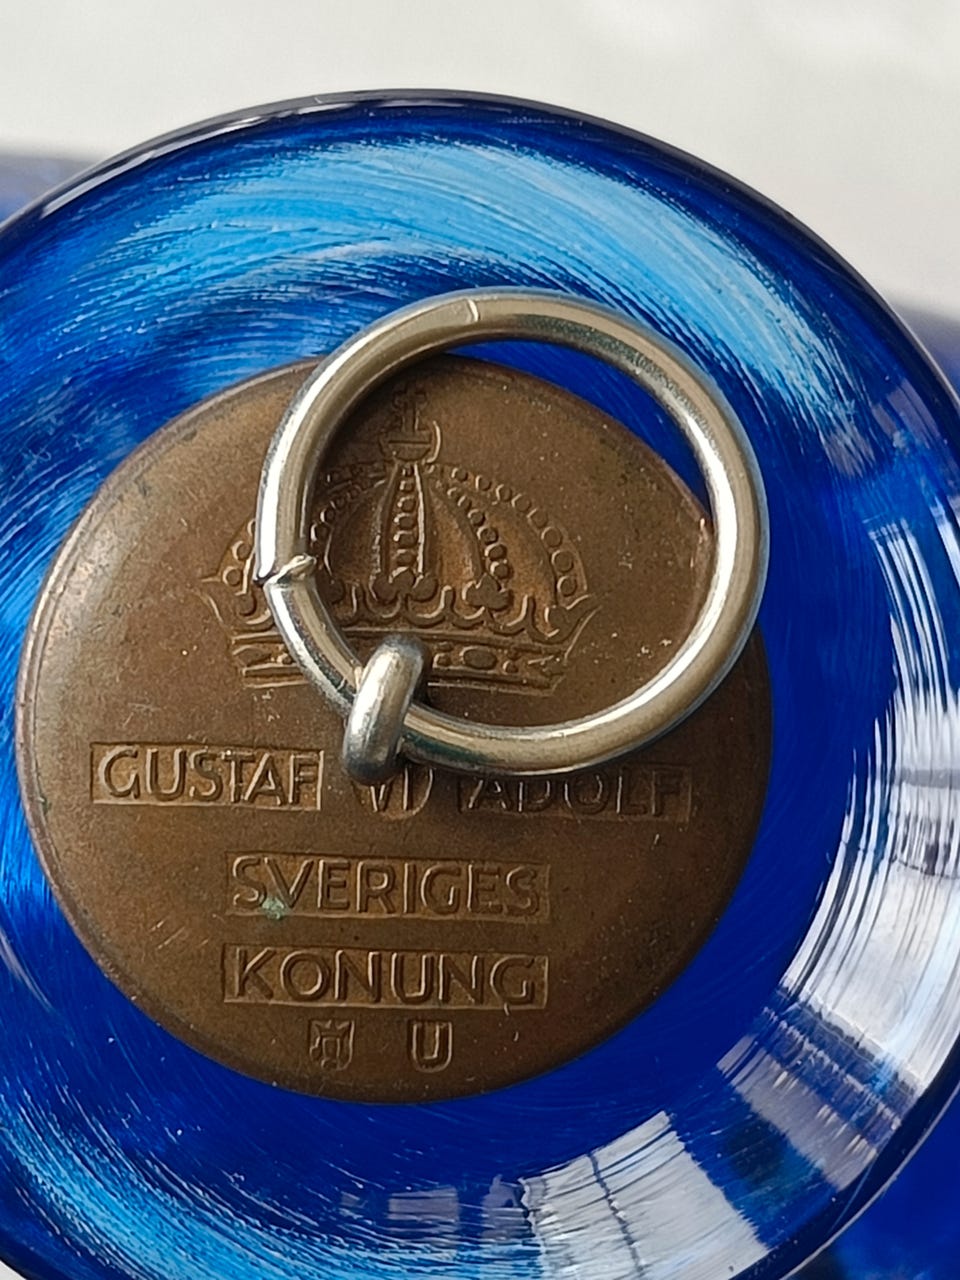 GUSTAF VI ADOLF
SVERIGES
KONUNG
U